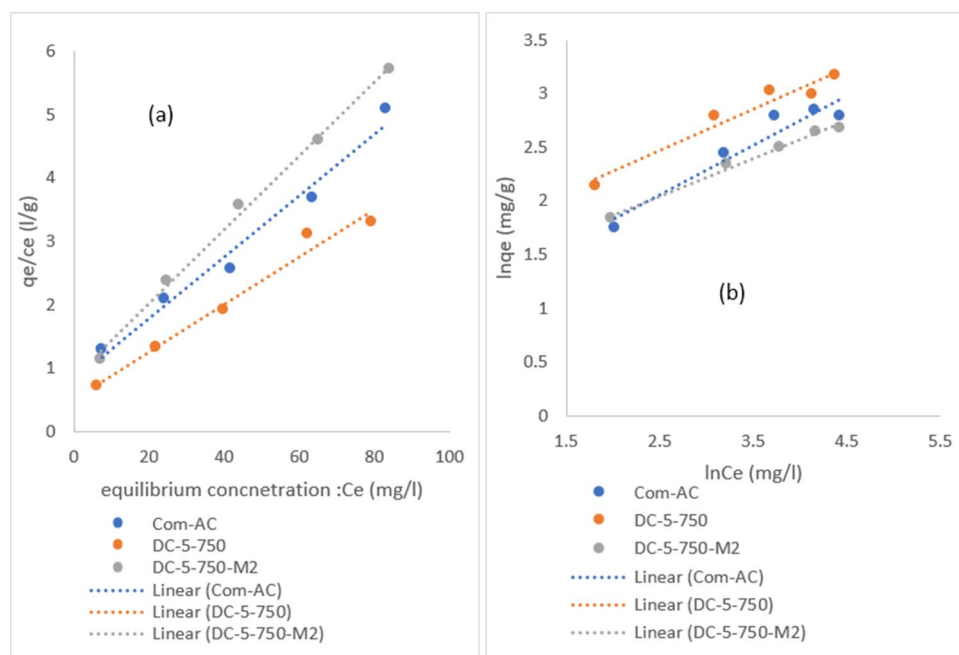 (a)
qe/ce (l/g)
6
5
4
3
2
1
0
0 20 40 60 80 100
equilibrium concnetration :Ce (mg/l)
Com-AC
DC-5-750
DC-5-750-M2
Linear (Com-AC)
Linear (DC-5-750)
Linear (DC-5-750-M2)
(b)
lnqe (mg/g)
3.5
3
2.5
2
1.5
1
0.5
0
1.5 2.5 3.5 4.5 5.5
lnCe (mg/l)
Com-AC
DC-5-750
DC-5-750-M2
Linear (Com-AC)
Linear (DC-5-750)
Linear (DC-5-750-M2)